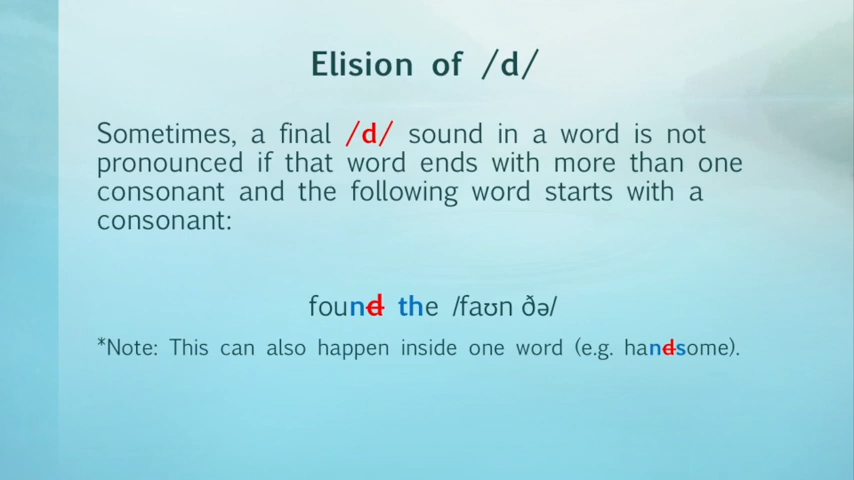 Elision of /d/
Sometimes, a final /d/ sound in a word is not
pronounced if that word ends with more than one
consonant and the following word starts with a
consonant:
found the /faʊn ðə/
*Note: This can also happen inside one word (e.g. handsome).